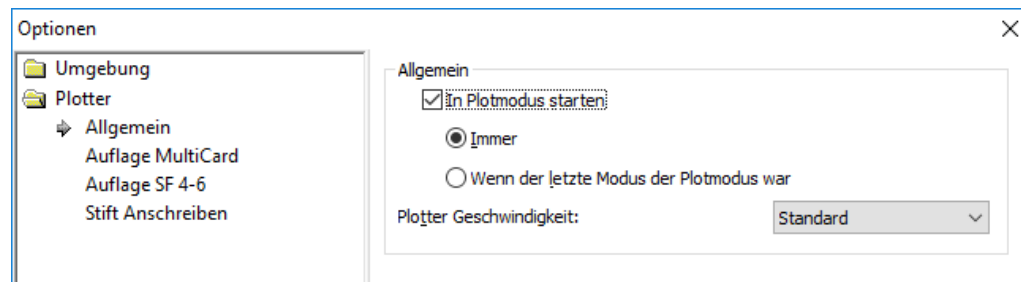 Optionen
Umgebung
Plotter
Allgemein
Auflage MultiCard
Auflage SF 4-6
Stift Anschreiben
Allgemein
In Plotmodus starten
Immer
Wenn der letzte Modus der Plotmodus war
Plotter Geschwindigkeit: Standard